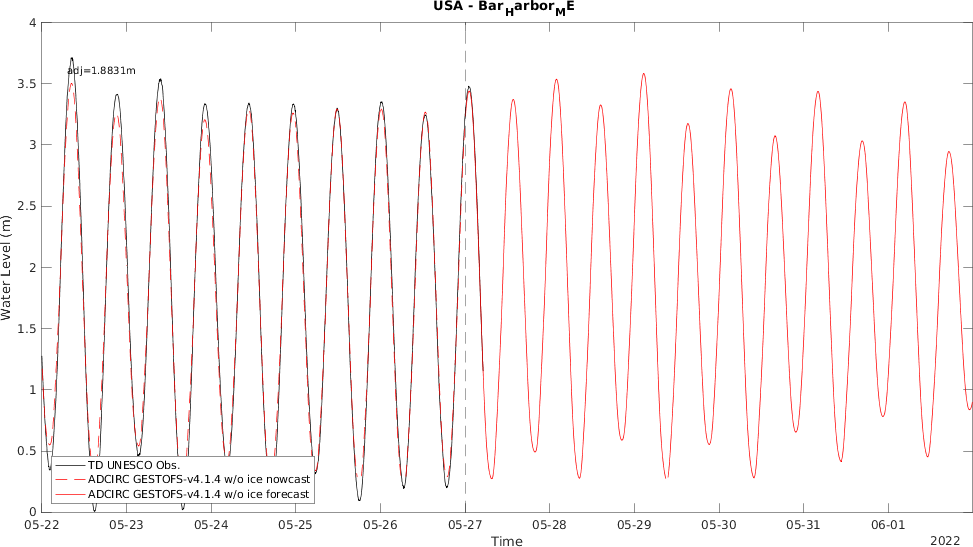 USA - Bar_Harbor_ME
4
adj=1.8831m
3.5
3
2.5
2
1.5
1
0.5
0
Water Level (m)
TD UNESCO Obs.
ADCIRC GESTOFS-v4.1.4 w/o ice nowcast
ADCIRC GESTOFS-v4.1.4 w/o ice forecast
05-22 05-23 05-24 05-25 05-26 05-27 05-28 05-29 05-30 05-31 06-01
Time
2022